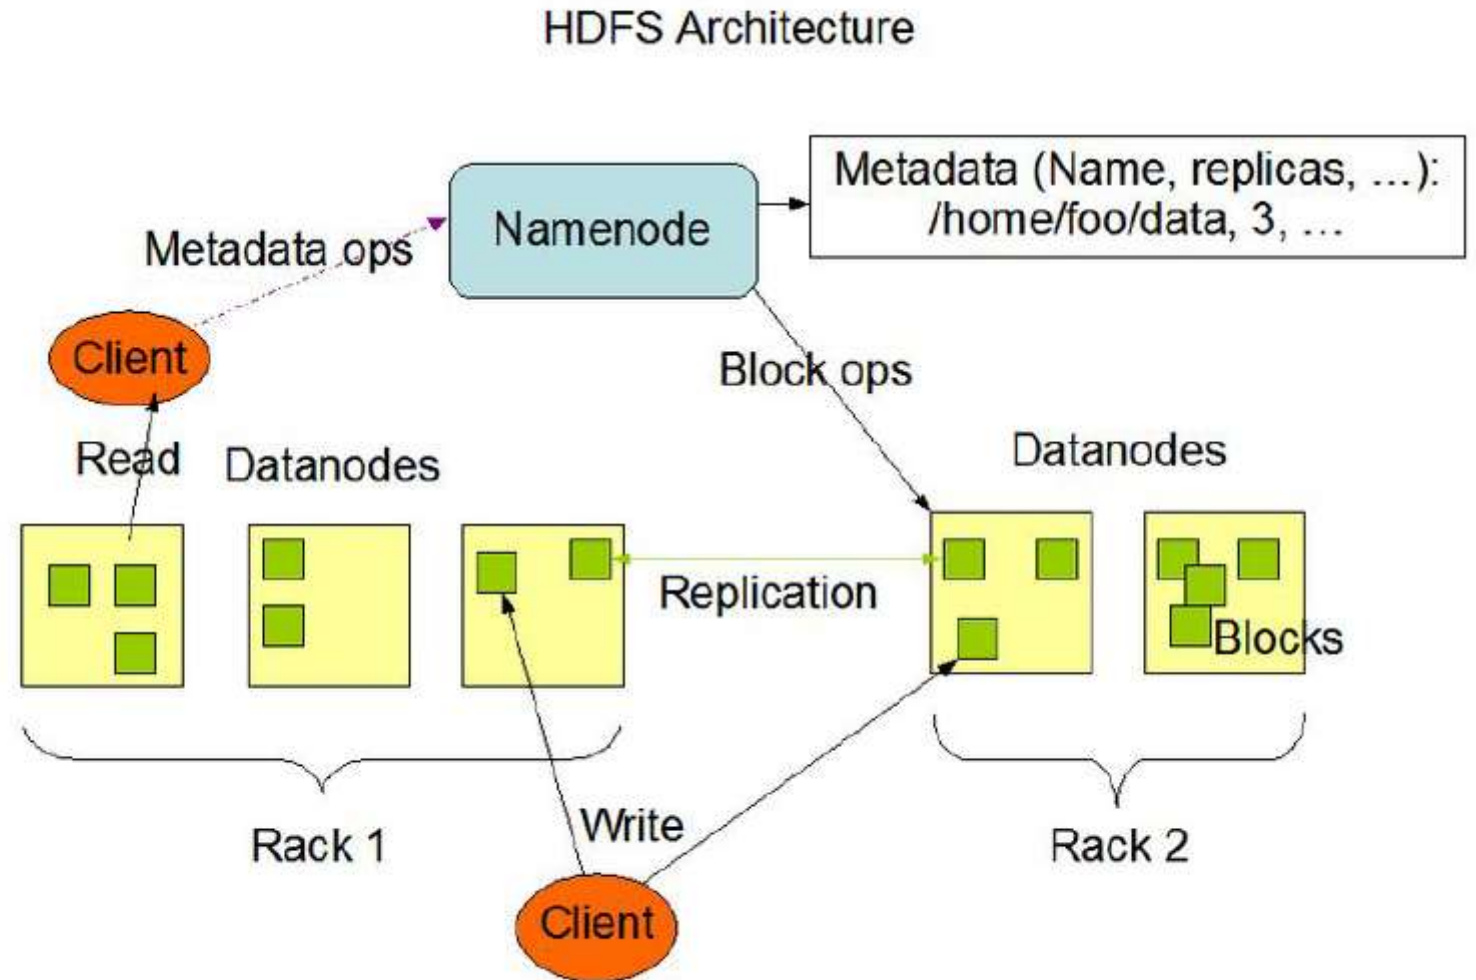 HDFS Architecture
Metadata (Name, replicas, ...):
/home/foo/data, 3, ...
Namenode
Metadata ops
Client
Block ops
Read
Datanodes
Datanodes
Replication
Blocks
Rack 1
Write
Rack 2
Client